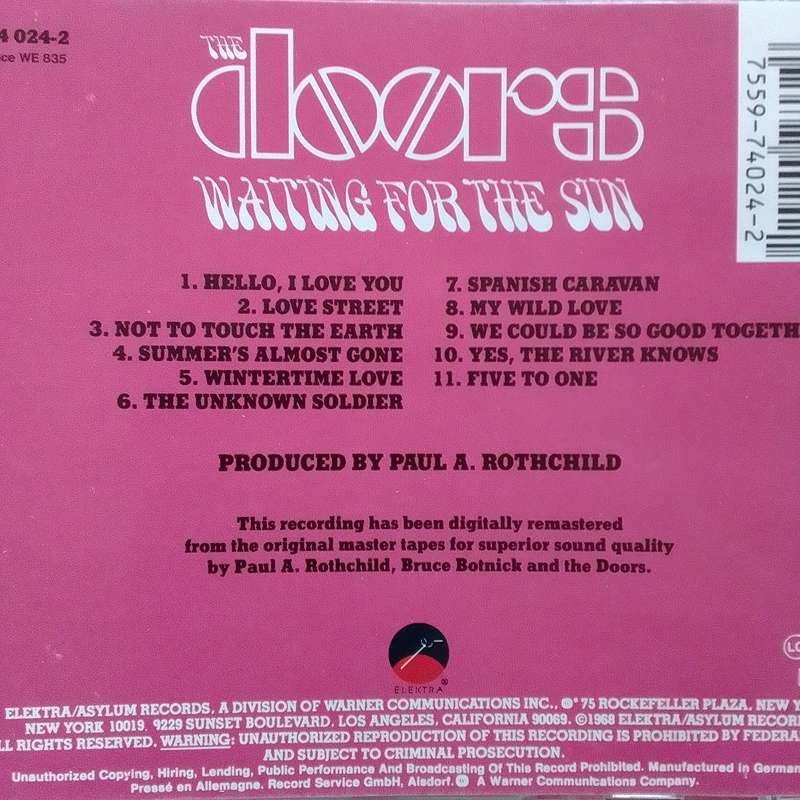 4 024-2
ce WE 835
THE
doors
WAITING FOR THE SUN
7559-74024-2
1. HELLO, I LOVE YOU
2. LOVE STREET
3. NOT TO TOUCH THE EARTH
4. SUMMER'S ALMOST GONE
5. WINTERTIME LOVE
6. THE UNKNOWN SOLDIER
7. SPANISH CARAVAN
8. MY WILD LOVE
9. WE COULD BE SO GOOD TOGETH
10. YES, THE RIVER KNOWS
11. FIVE TO ONE
PRODUCED BY PAUL A. ROTHCHILD
This recording has been digitally remastered
from the original master tapes for superior sound quality
by Paul A. Rothchild, Bruce Botnick and the Doors.
ELEKTRA
LC
ELEKTRA/ASYLUM RECORDS, A DIVISION OF WARNER COMMUNICATIONS INC., 75 ROCKEFELLER PLAZA, NEW Y
NEW YORK 10019. 9229 SUNSET BOULEVARD, LOS ANGELES, CALIFORNIA 90069. ©1968 ELEKTRA/ASYLUM RECOR
LL RIGHTS RESERVED. WARNING: UNAUTHORIZED REPRODUCTION OF THIS RECORDING IS PROHIBITED BY FEDERA
AND SUBJECT TO CRIMINAL PROSECUTION.
Unauthorized Copying, Hiring, Lending, Public Performance And Broadcasting Of This Record Prohibited. Manufactured in German
Pressé en Allemagne. Record Service GmbH, Alsdorf. A Warner Communications Company.